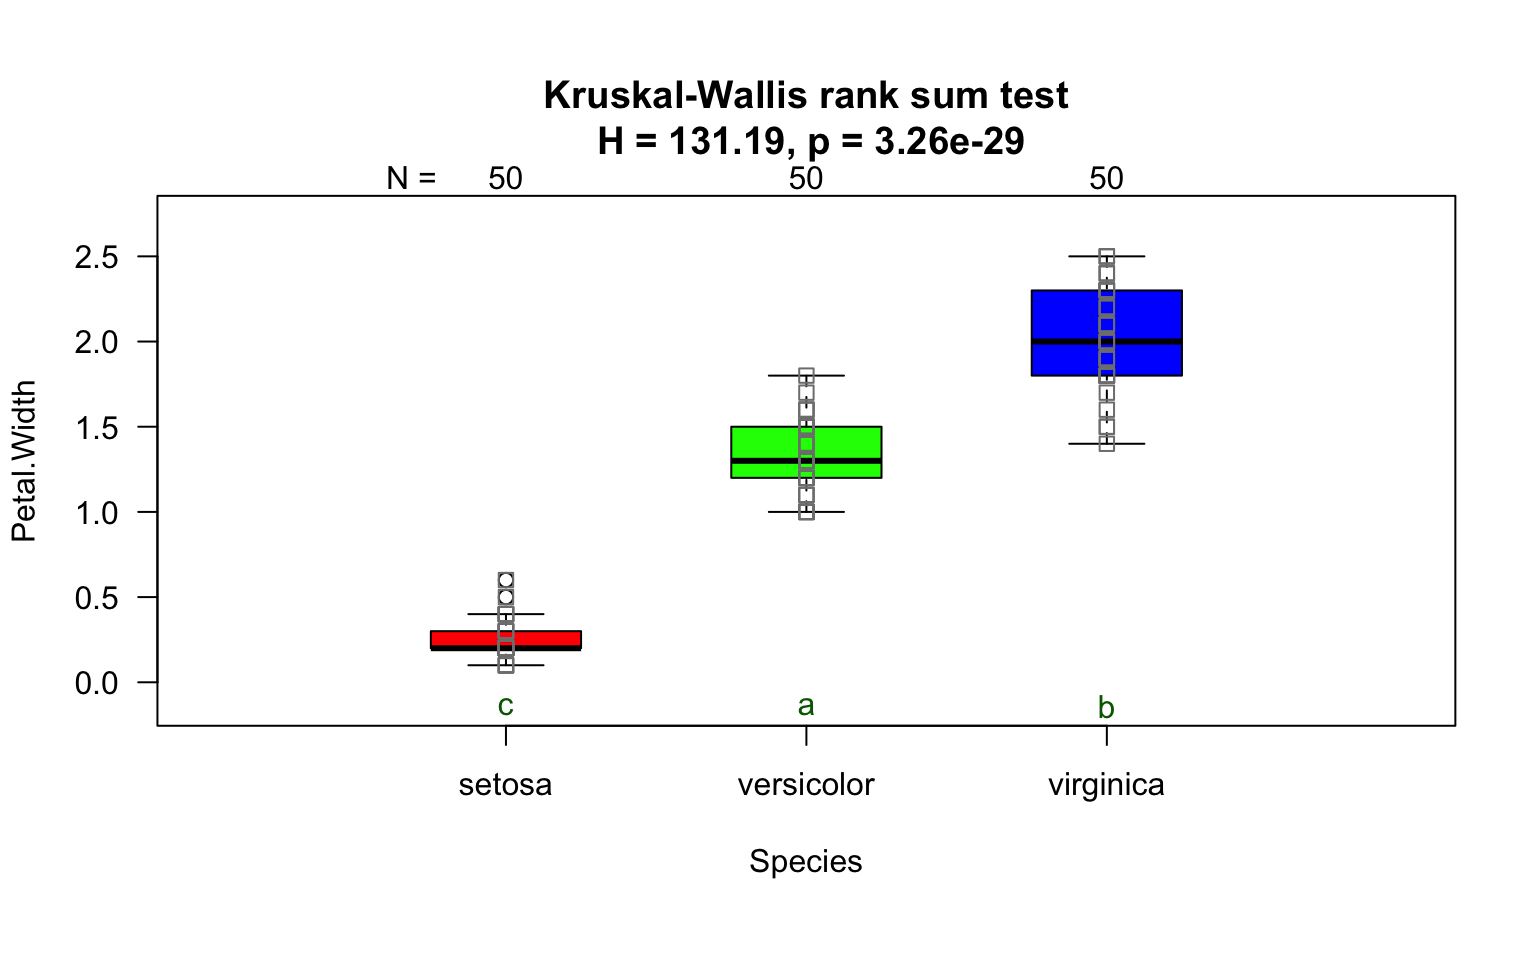 Kruskal-Wallis rank sum test
H = 131.19, p = 3.26e-29
N = 50 50 50
2.5
2.0
1.5
1.0
0.5
0.0
Petal.Width
c a b
setosa versicolor virginica
Species